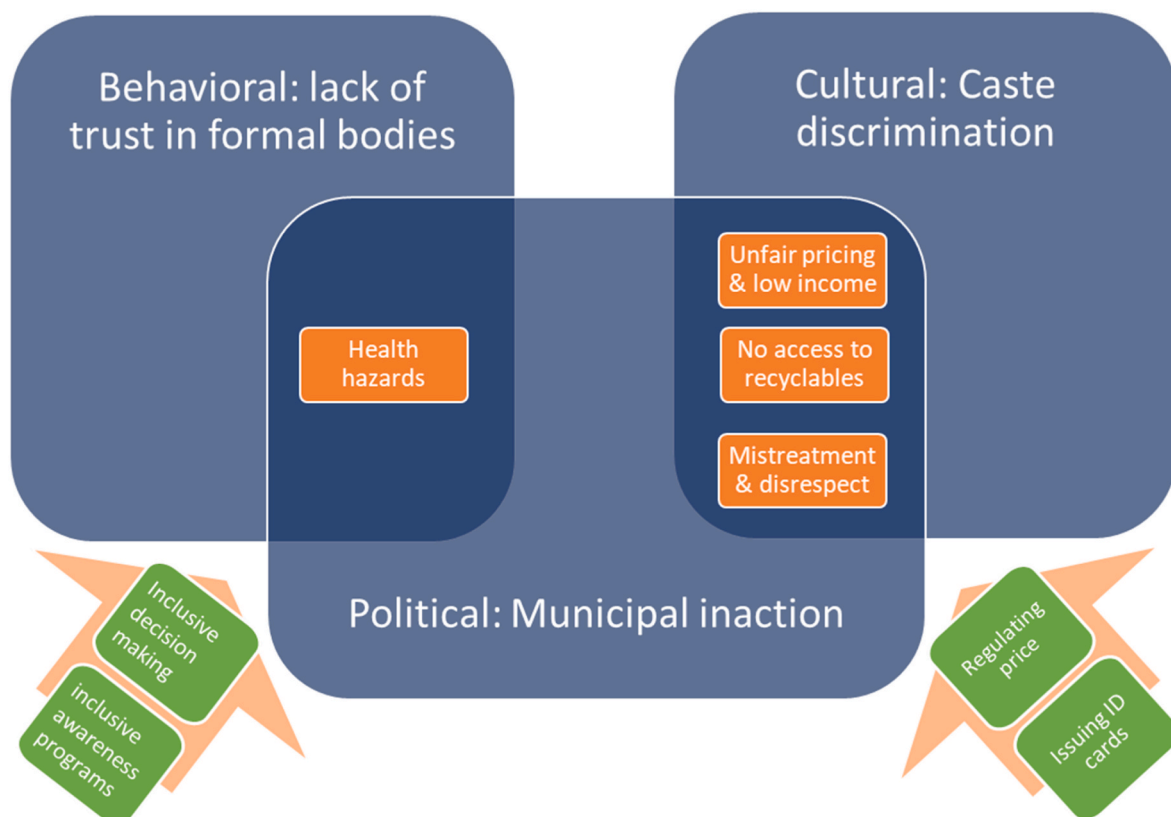 Behavioral: lack of
trust in formal bodies
Cultural: Caste
discrimination
Unfair pricing
& low income
Health
hazards
No access to
recyclables
Mistreatment
& disrespect
Political: Municipal inaction
Inclusive
decision
making
inclusive
awareness
programs
Regulating
price
Issuing ID
cards